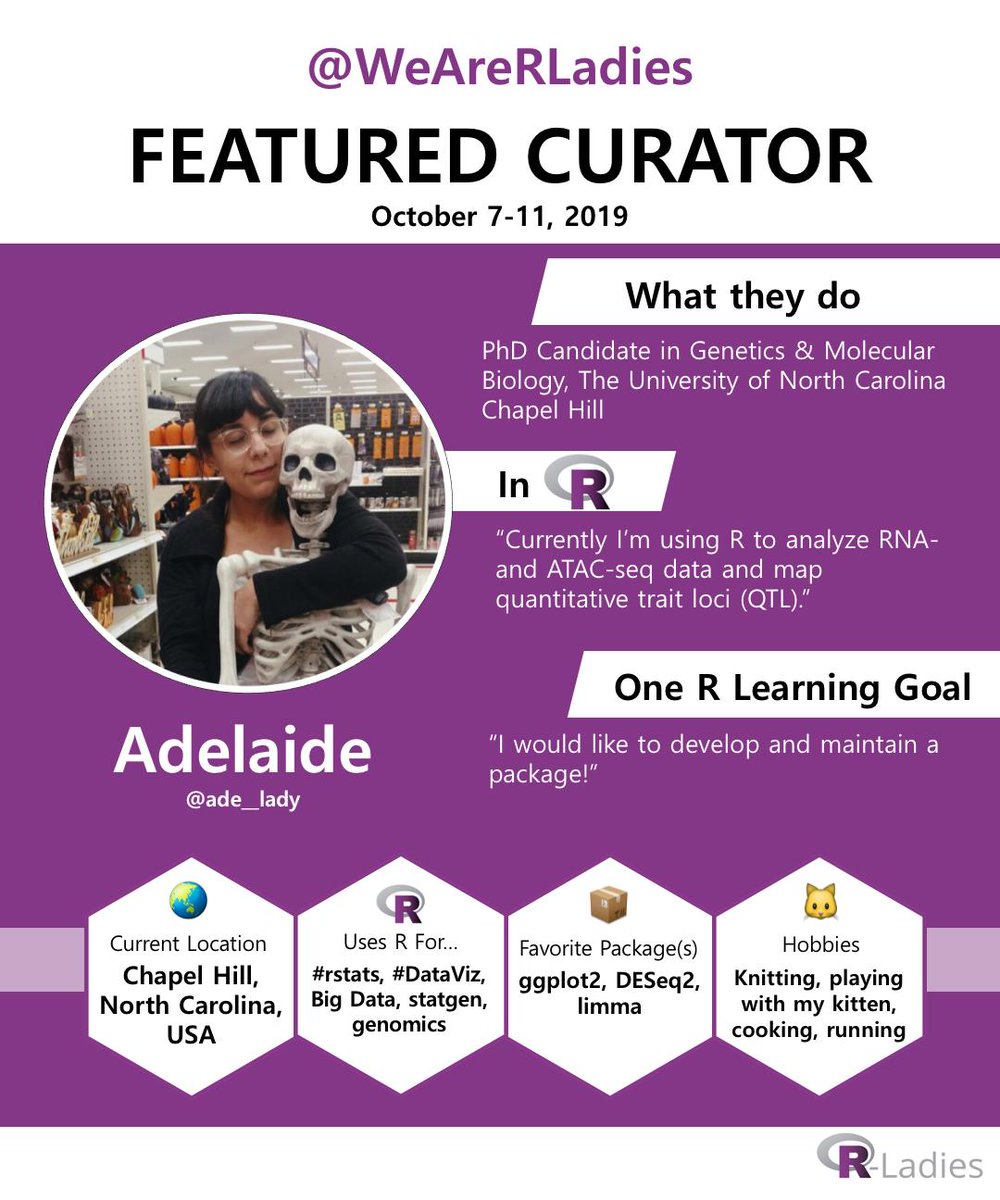 @WeAreRLadies
FEATURED CURATOR
October 7-11, 2019
What they do
PhD Candidate in Genetics & Molecular
Biology, The University of North Carolina
Chapel Hill
In R
“Currently I’m using R to analyze RNA-
and ATAC-seq data and map
quantitative trait loci (QTL).”
One R Learning Goal
“I would like to develop and maintain a
package!”
Adelaide
@ade__lady
Current Location
Chapel Hill,
North Carolina,
USA
R
Uses R For...
#rstats, #DataViz,
Big Data, statgen,
genomics
Favorite Package(s)
ggplot2, DESeq2,
limma
Hobbies
Knitting, playing
with my kitten,
cooking, running
R-Ladies